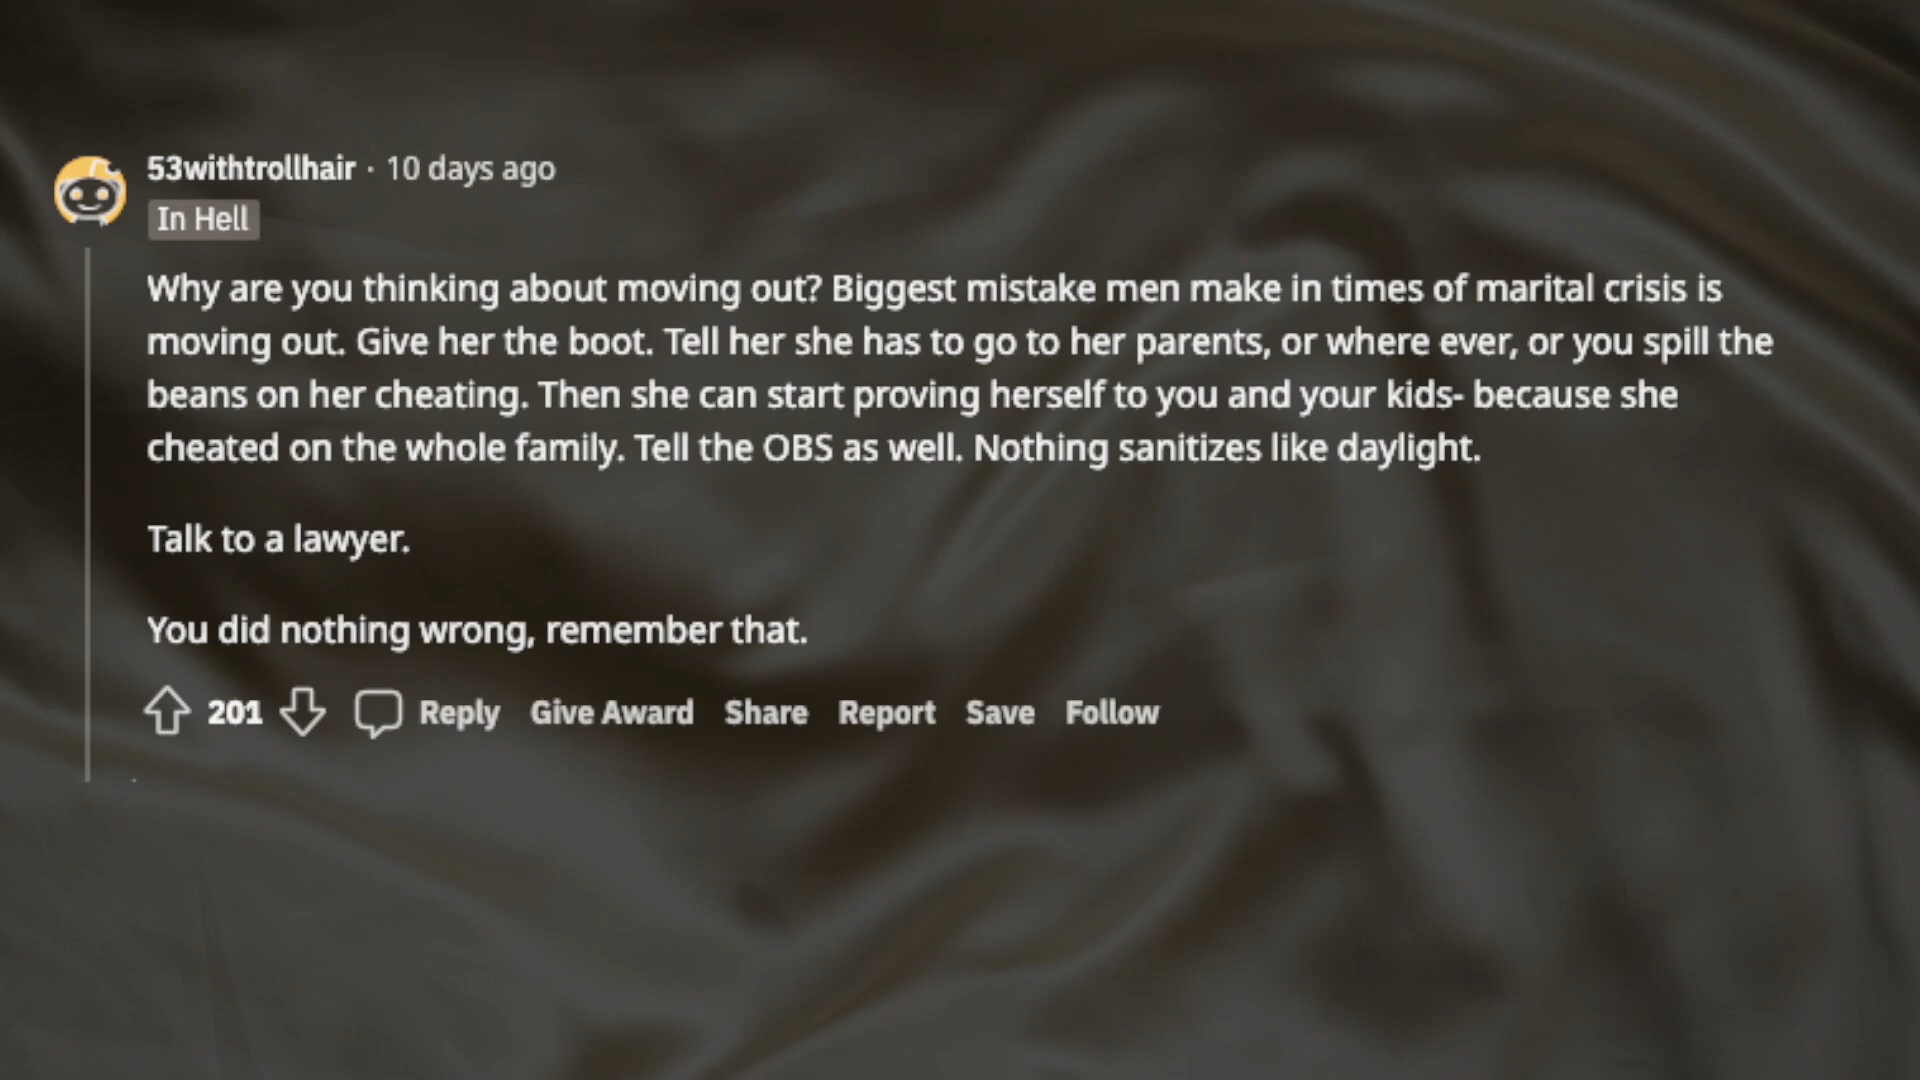 53withtrollhair · 10 days ago
In Hell
Why are you thinking about moving out? Biggest mistake men make in times of marital crisis is
moving out. Give her the boot. Tell her she has to go to her parents, or where ever, or you spill the
beans on her cheating. Then she can start proving herself to you and your kids- because she
cheated on the whole family. Tell the OBS as well. Nothing sanitizes like daylight.
Talk to a lawyer.
You did nothing wrong, remember that.
201 Reply Give Award Share Report Save Follow